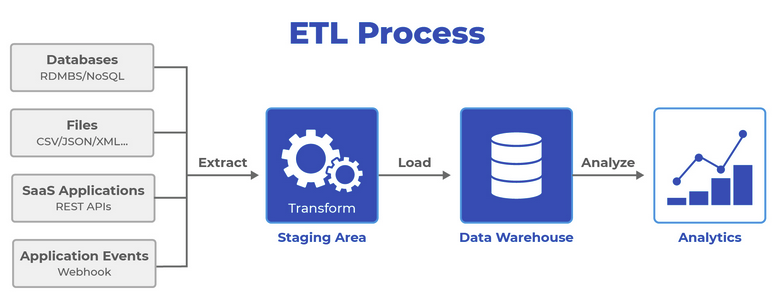 ETL Process
Databases
RDMBS/NoSQL
Files
CSV/JSON/XML...
SaaS Applications
REST APIs
Application Events
Webhook
Extract
Transform
Staging Area
Load
Data Warehouse
Analyze
Analytics